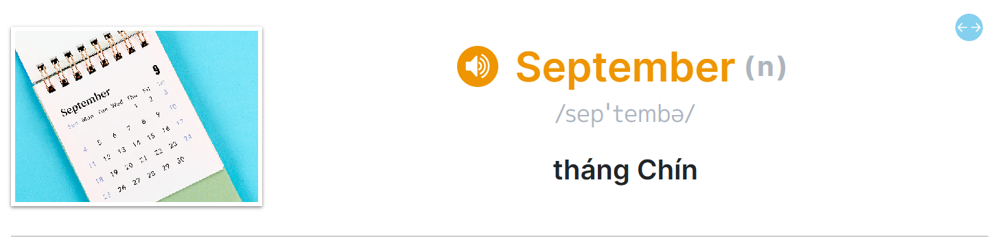 9
September
Sun Mon Tue Wed Thu Fri Sat
1 2 3
4 5 6 7 8 9 10
11 12 13 14 15 16 17
18 19 20 21 22 23 24
25 26 27 28 29 30
September (n)
/sep'tembə/
tháng Chín